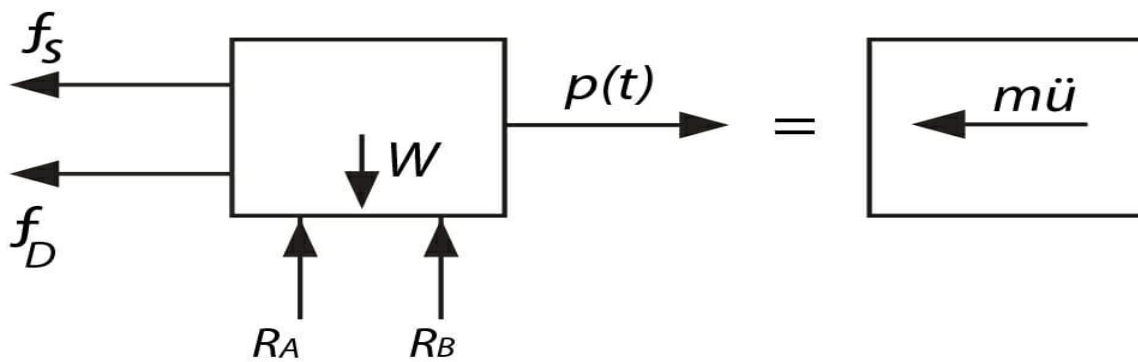 f_S
p(t)
=
mü
W
f_D
R_A
R_B